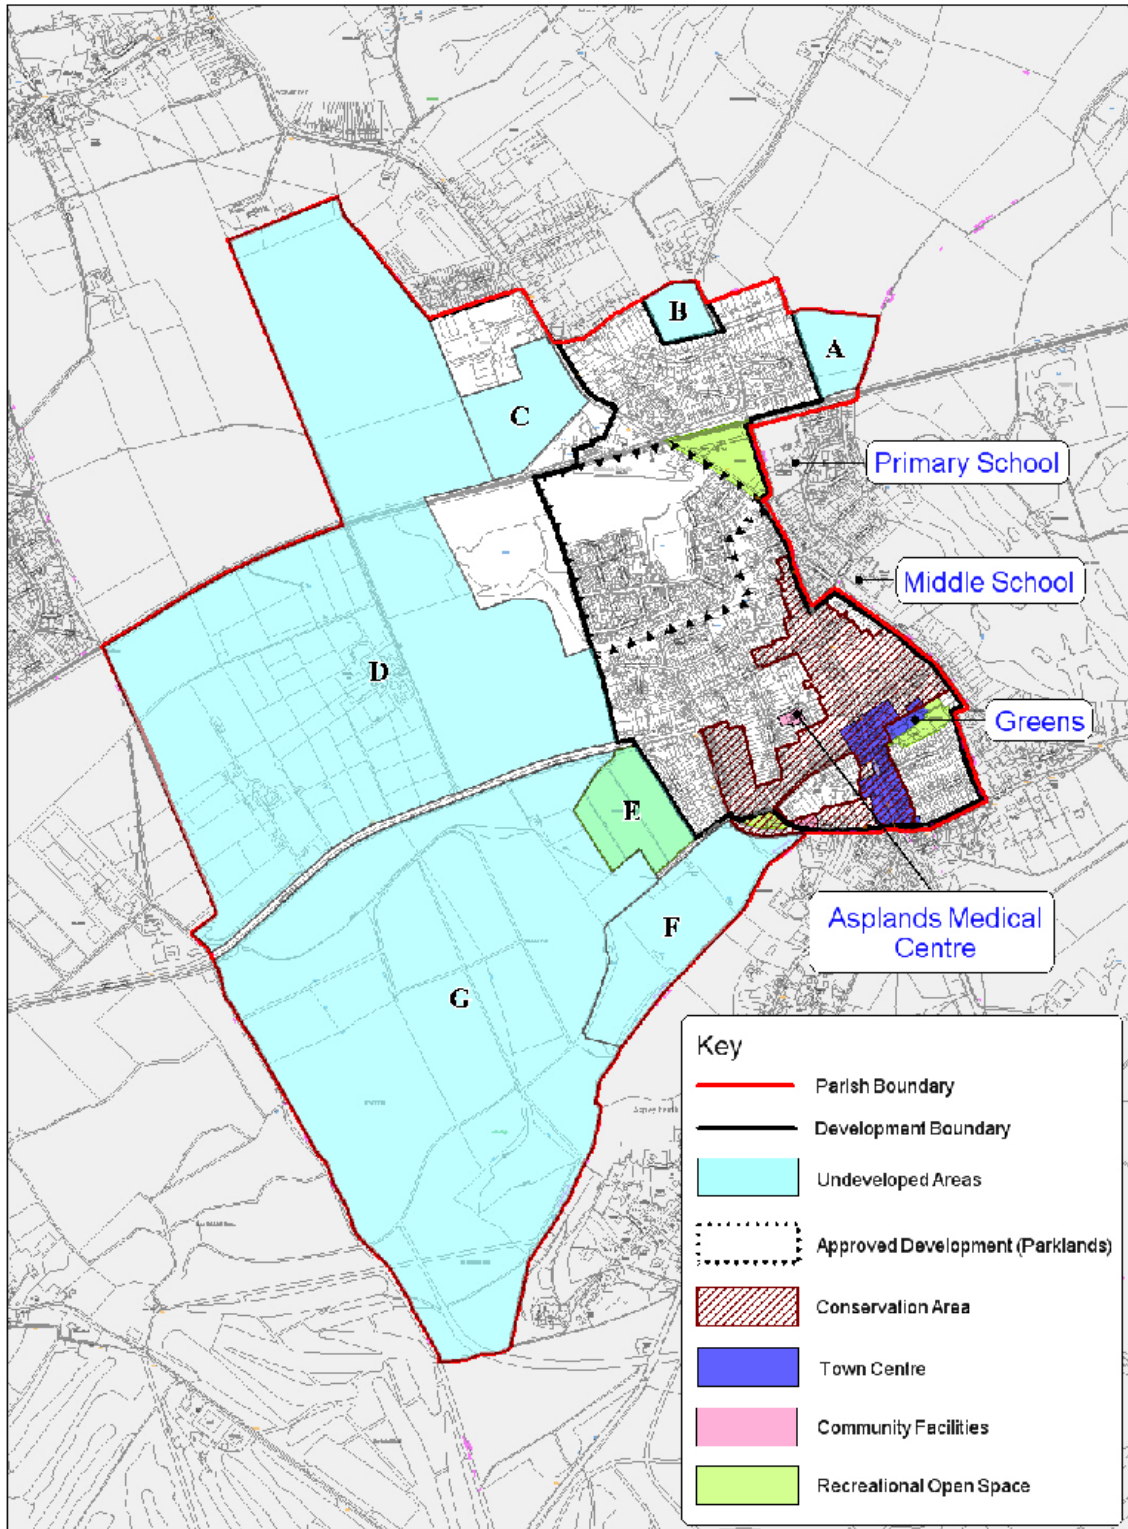 B
A
C
Primary School
Middle School
D
Greens
E
Asplands Medical
Centre
F
G
Key
Parish Boundary
Development Boundary
Undeveloped Areas
Approved Development (Parklands)
Conservation Area
Town Centre
Community Facilities
Recreational Open Space